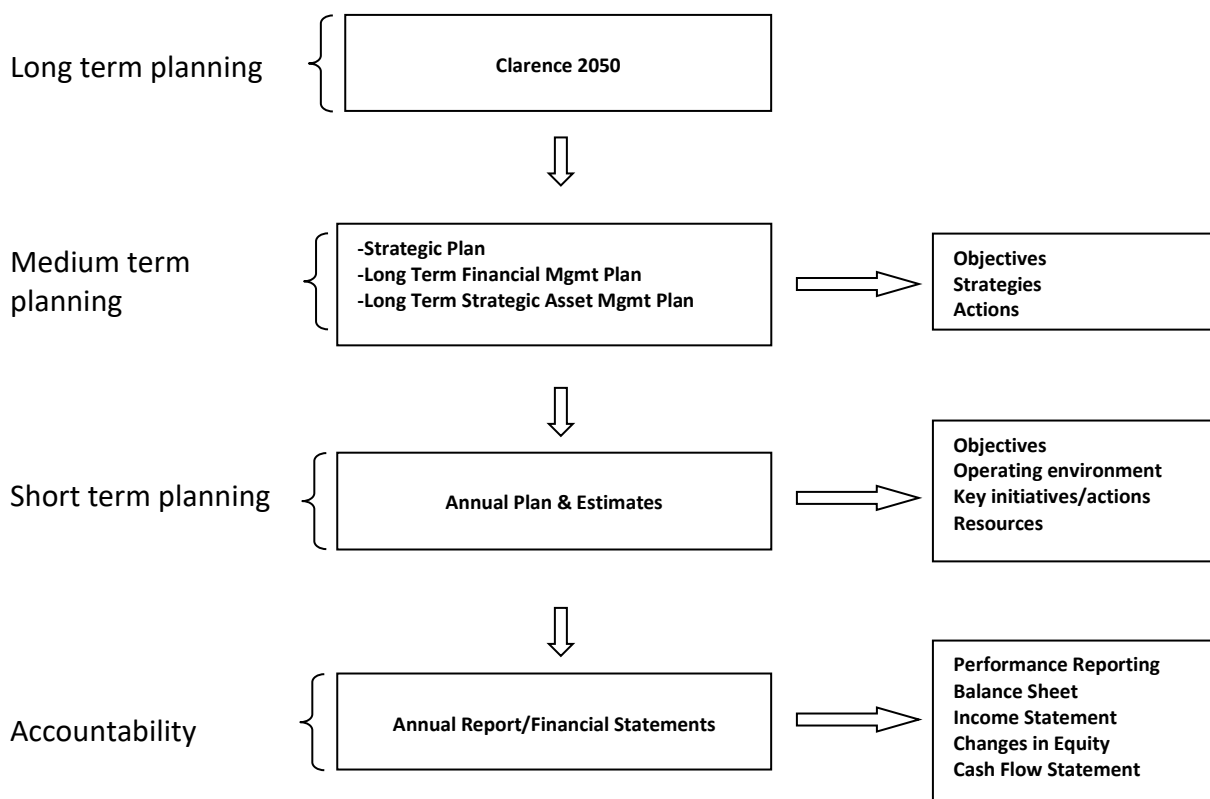 Long term planning
Clarence 2050
Medium term
planning
-Strategic Plan
-Long Term Financial Mgmt Plan
-Long Term Strategic Asset Mgmt Plan
Objectives
Strategies
Actions
Short term planning
Annual Plan & Estimates
Objectives
Operating environment
Key initiatives/actions
Resources
Accountability
Annual Report/Financial Statements
Performance Reporting
Balance Sheet
Income Statement
Changes in Equity
Cash Flow Statement